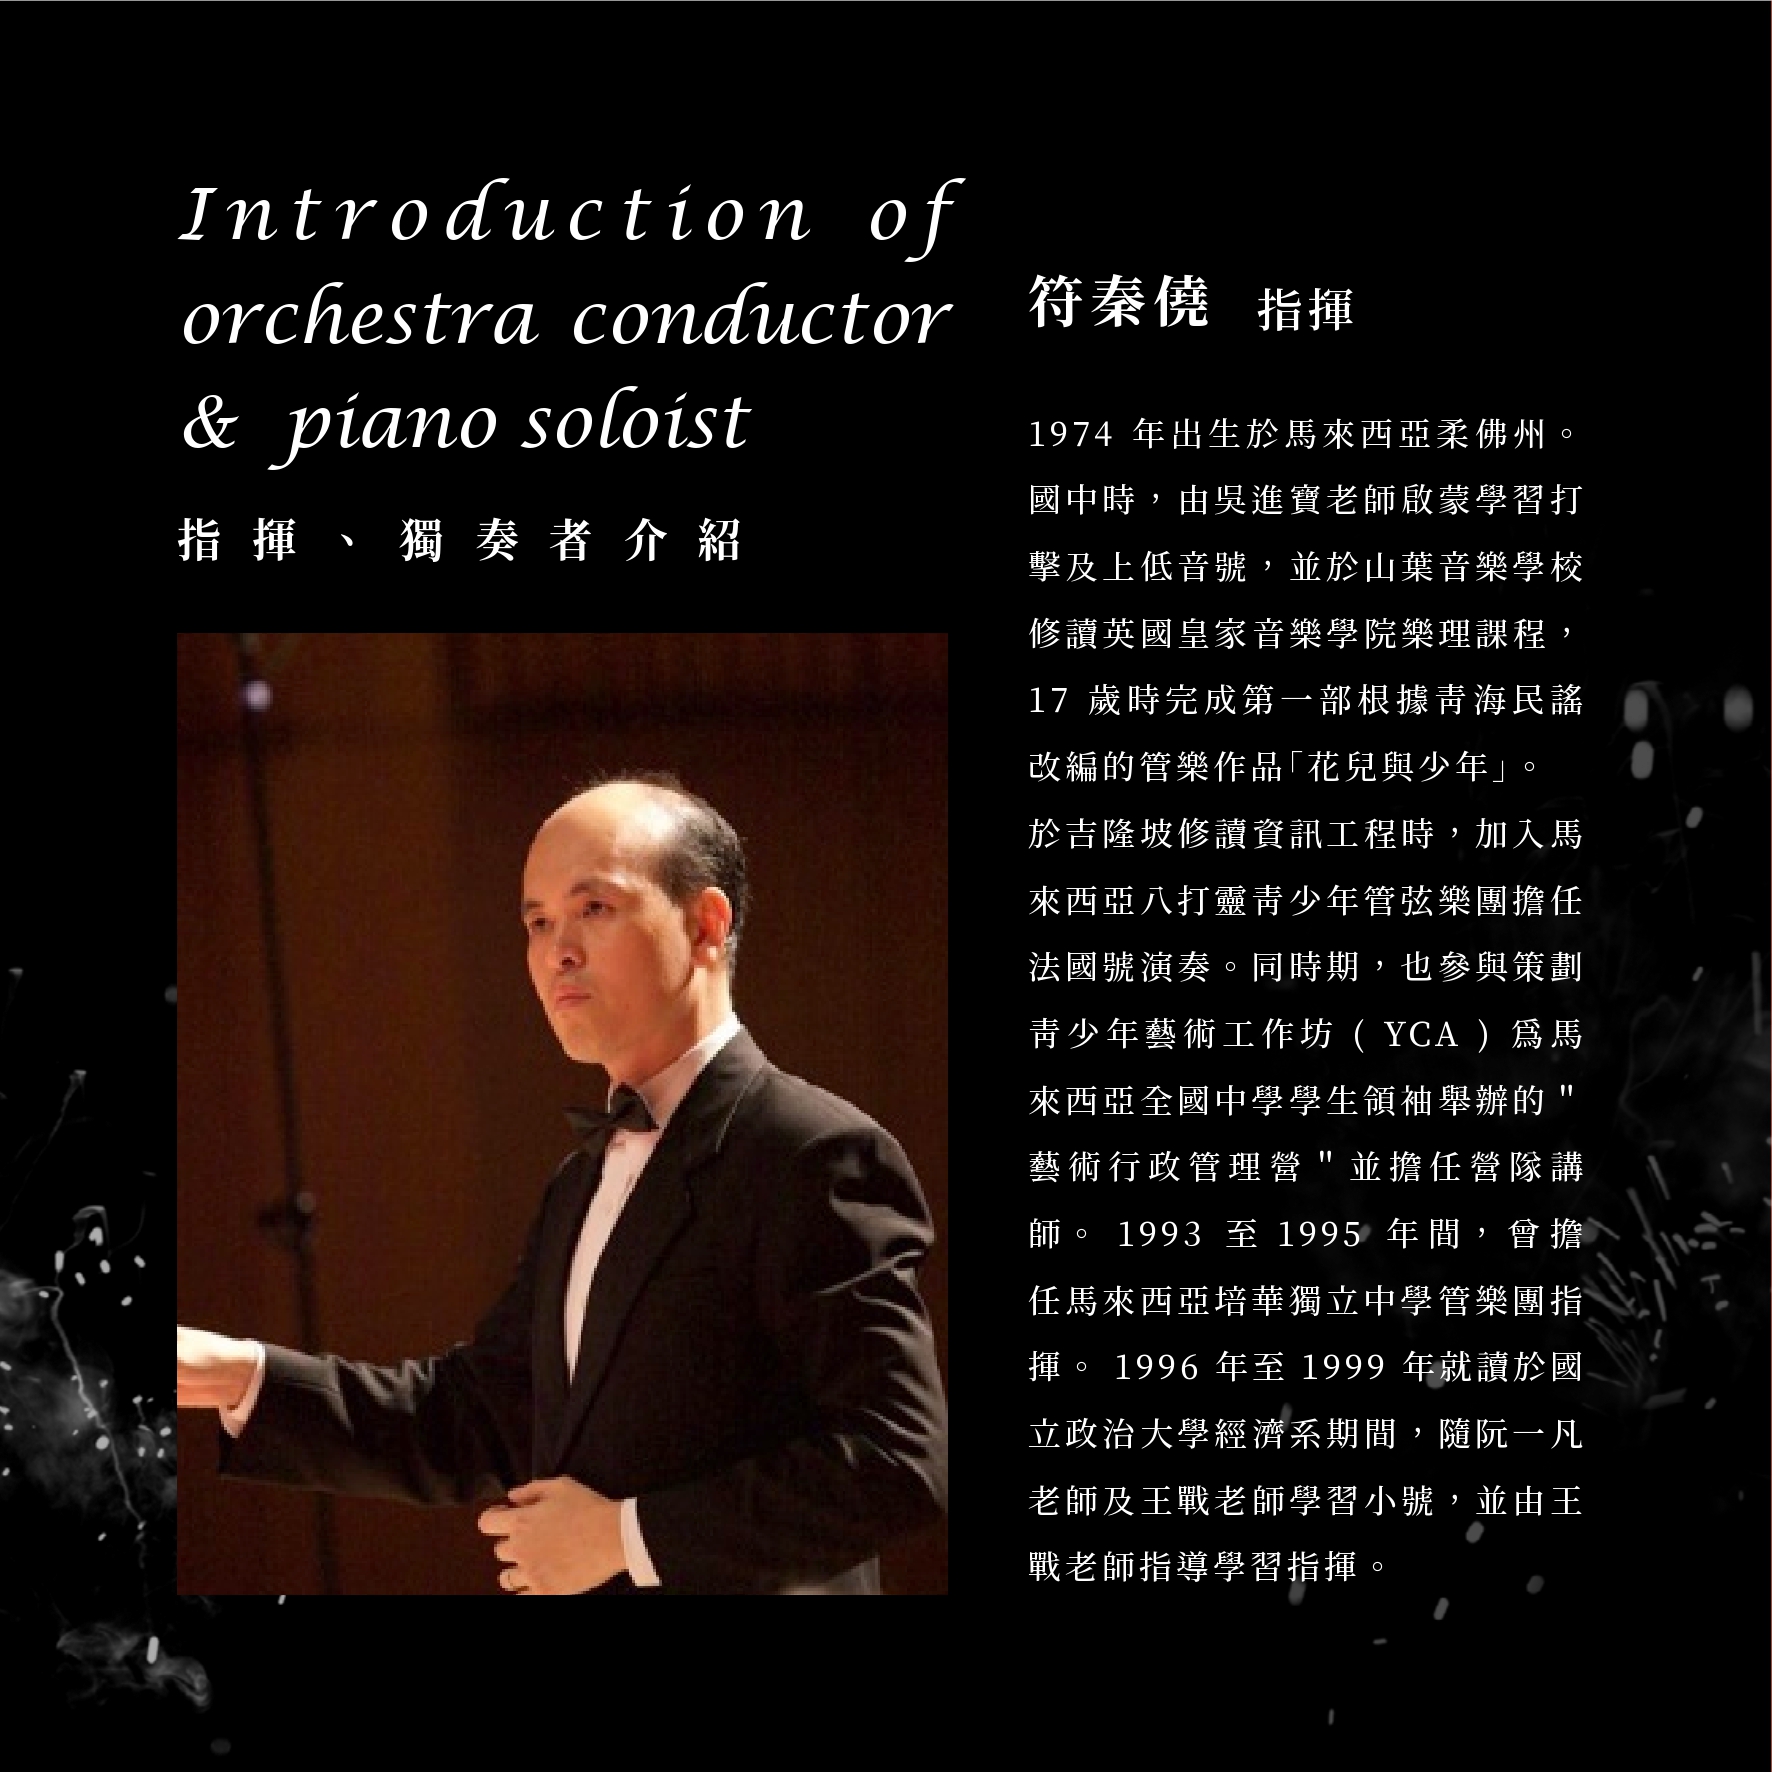 Introduction of
orchestra conductor
& piano soloist
指揮、獨奏者介紹
符秦僥 指揮
1974 年出生於馬來西亞柔佛州。
國中時，由吳進寶老師啟蒙學習打
擊及上低音號，並於山葉音樂學校
修讀英國皇家音樂學院樂理課程，
17 歲時完成第一部根據青海民謠
改編的管樂作品「花兒與少年」。
於吉隆坡修讀資訊工程時，加入馬
來西亞八打靈青少年管弦樂團擔任
法國號演奏。同時期，也參與策劃
青少年藝術工作坊 ( YCA ) 為馬
來西亞全國中學學生領袖舉辦的 "
藝術行政管理營 " 並擔任營隊講
師。 1993 至 1995 年間，曾擔
任馬來西亞培華獨立中學管樂團指
揮。 1996 年至 1999 年就讀於國
立政治大學經濟系期間，隨阮一凡
老師及王戰老師學習小號，並由王
戰老師指導學習指揮。